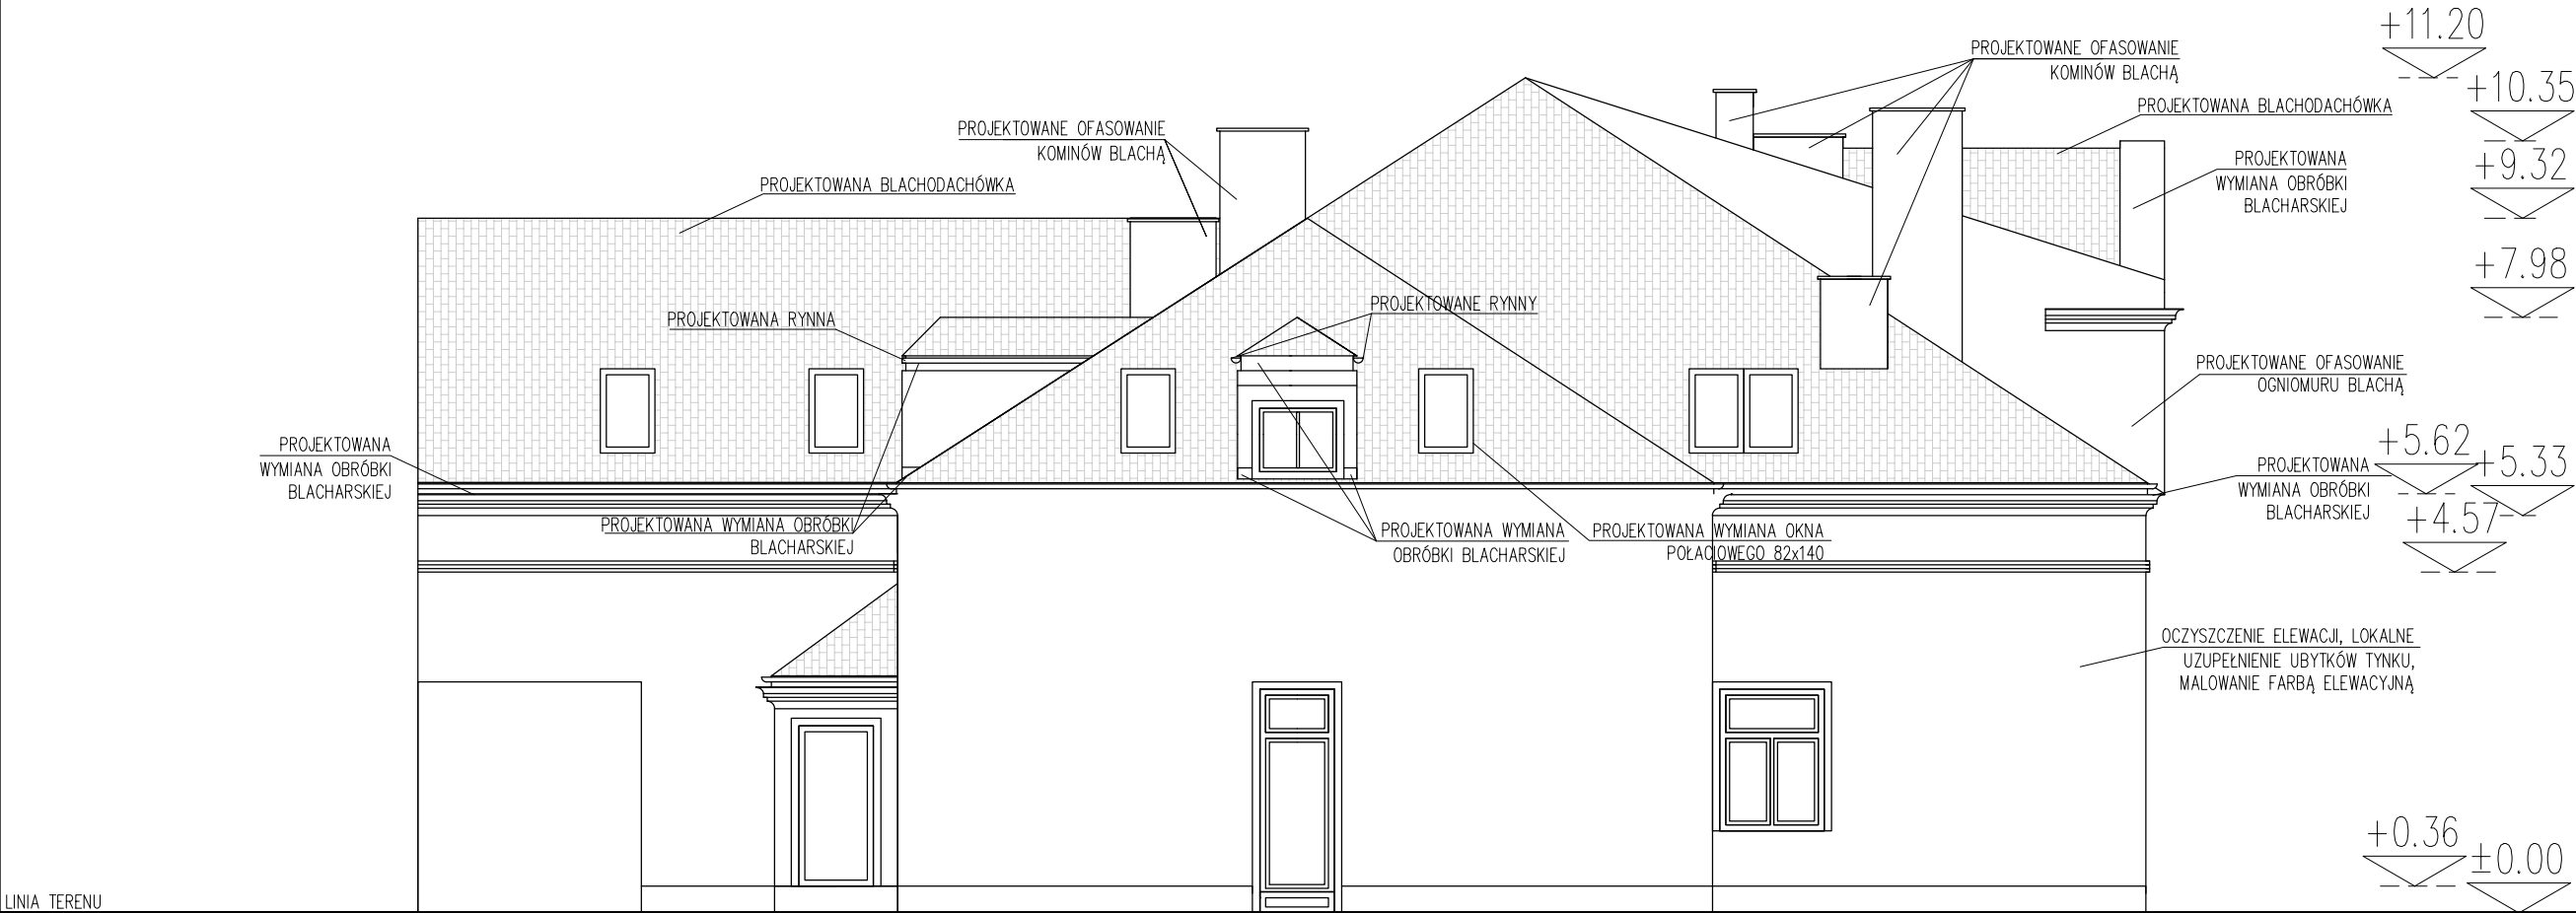 +11.20
PROJEKTOWANE OFASOWANIE
KOMINÓW BLACHĄ
+10.35
PROJEKTOWANA BLACHODACHÓWKA
PROJEKTOWANE OFASOWANIE
KOMINÓW BLACHĄ
PROJEKTOWANA
WYMIANA OBRÓBKI
BLACHARSKIEJ
+9.32
PROJEKTOWANA BLACHODACHÓWKA
+7.98
PROJEKTOWANA RYNNA
PROJEKTOWANE RYNNY
PROJEKTOWANE OFASOWANIE
OGNIOMURU BLACHĄ
PROJEKTOWANA
WYMIANA OBRÓBKI
BLACHARSKIEJ
+5.62
+5.33
PROJEKTOWANA
WYMIANA OBRÓBKI
BLACHARSKIEJ
+4.57
PROJEKTOWANA WYMIANA OBRÓBKI
BLACHARSKIEJ
PROJEKTOWANA WYMIANA
OBRÓBKI BLACHARSKIEJ
PROJEKTOWANA WYMIANA OKNA
POŁACIOWEGO 82x140
OCZYSZCZENIE ELEWACJI, LOKALNE
UZUPEŁNIENIE UBYTKÓW TYNKU,
MALOWANIE FARBĄ ELEWACYJNĄ
+0.36
±0.00
LINIA TERENU